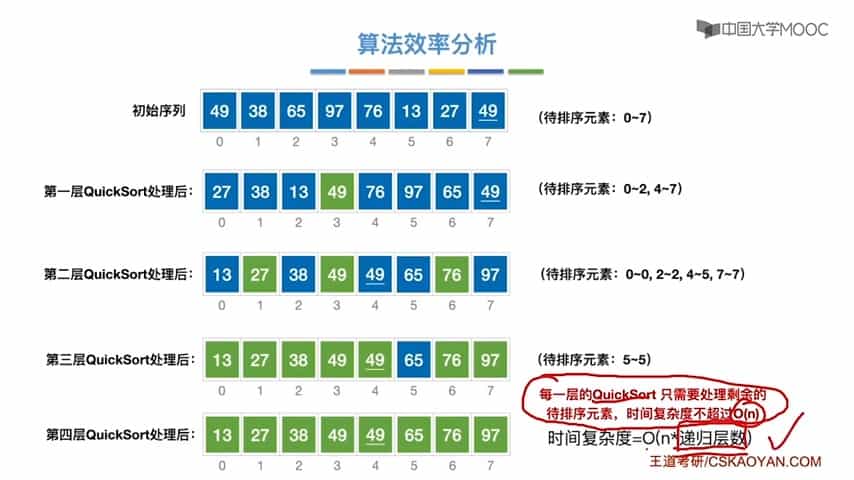 中国大学MOOC
算法效率分析
初始序列 49 38 65 97 76 13 27 49 (待排序元素：0~7)
0 1 2 3 4 5 6 7
第一层QuickSort处理后： 27 38 13 49 76 97 65 49 (待排序元素：0~2, 4~7)
0 1 2 3 4 5 6 7
第二层QuickSort处理后： 13 27 38 49 49 65 76 97 (待排序元素：0~0, 2~2, 4~5, 7~7)
0 1 2 3 4 5 6 7
第三层QuickSort处理后： 13 27 38 49 49 65 76 97 (待排序元素：5~5)
0 1 2 3 4 5 6 7
每一层的QuickSort 只需要处理剩余的
待排序元素，时间复杂度不超过O(n)
第四层QuickSort处理后： 13 27 38 49 49 65 76 97 时间复杂度=O(n*递归层数)
0 1 2 3 4 5 6 7
王道考研/CSKAOYAN.COM